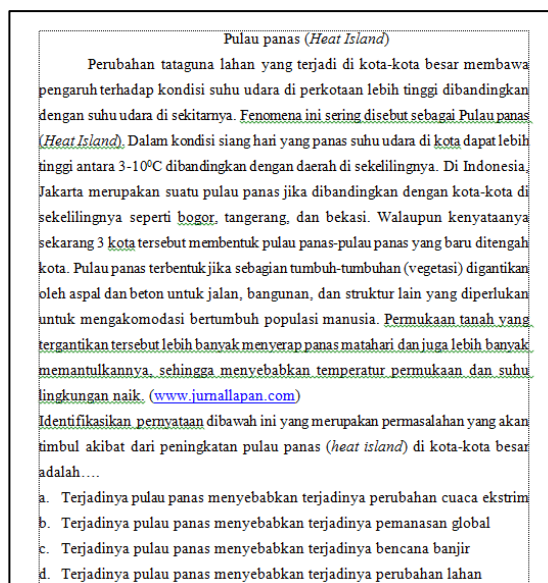 Pulau panas (Heat Island)
Perubahan tataguna lahan yang terjadi di kota-kota besar membawa
pengaruh terhadap kondisi suhu udara di perkotaan lebih tinggi dibandingkan
dengan suhu udara di sekitarnya. Fenomena ini sering disebut sebagai Pulau panas
(Heat Island). Dalam kondisi siang hari yang panas suhu udara di kota dapat lebih
tinggi antara 3-10⁰C dibandingkan dengan daerah di sekelilingnya. Di Indonesia,
Jakarta merupakan suatu pulau panas jika dibandingkan dengan kota-kota di
sekelilingnya seperti bogor, tangerang, dan bekasi. Walaupun kenyataanya
sekarang 3 kota tersebut membentuk pulau panas-pulau panas yang baru ditengah
kota. Pulau panas terbentuk jika sebagian tumbuh-tumbuhan (vegetasi) digantikan
oleh aspal dan beton untuk jalan, bangunan, dan struktur lain yang diperlukan
untuk mengakomodasi bertumbuh populasi manusia. Permukaan tanah yang
tergantikan tersebut lebih banyak menyerap panas matahari dan juga lebih banyak
memantulkannya, sehingga menyebabkan temperatur permukaan dan suhu
lingkungan naik. (www.jurnallapan.com)
Identifikasikan pernyataan dibawah ini yang merupakan permasalahan yang akan
timbul akibat dari peningkatan pulau panas (heat island) di kota-kota besar
adalah....
a. Terjadinya pulau panas menyebabkan terjadinya perubahan cuaca ekstrim
b. Terjadinya pulau panas menyebabkan terjadinya pemanasan global
c. Terjadinya pulau panas menyebabkan terjadinya bencana banjir
d. Terjadinya pulau panas menyebabkan terjadinya perubahan lahan